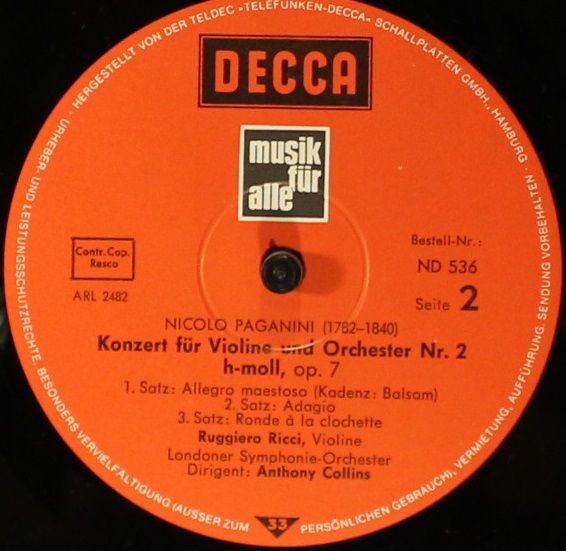 DECCA
musik
für
alle
Contr. Cop.
Resco
ARL 2482
Bestell-Nr.:
ND 536
Seite 2
NICOLO PAGANINI (1782–1840)
Konzert für Violine und Orchester Nr. 2
h-moll, op. 7
1. Satz: Allegro maestoso (Kadenz: Balsam)
2. Satz: Adagio
3. Satz: Ronde à la clochette
Ruggiero Ricci, Violine
Londoner Symphonie-Orchester
Dirigent: Anthony Collins
33
URHEBER- UND LEISTUNGSSCHUTZRECHTE, BESONDERS VERVIELFÄLTIGUNG (AUSSER ZUM PERSÖNLICHEN GEBRAUCH), VERMIETUNG, AUFFÜHRUNG, SENDUNG VORBEHALTEN · HERGESTELLT VON DER TELDEC »TELEFUNKEN-DECCA« SCHALLPLATTEN GMBH., HAMBURG